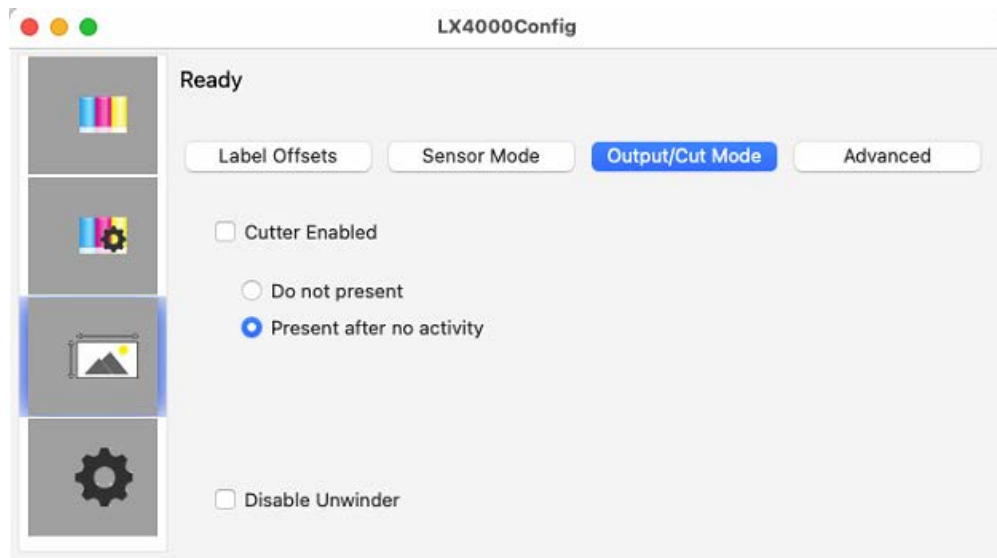 LX4000Config
Ready
Label Offsets Sensor Mode Output/Cut Mode Advanced
Cutter Enabled
Do not present
Present after no activity
Disable Unwinder